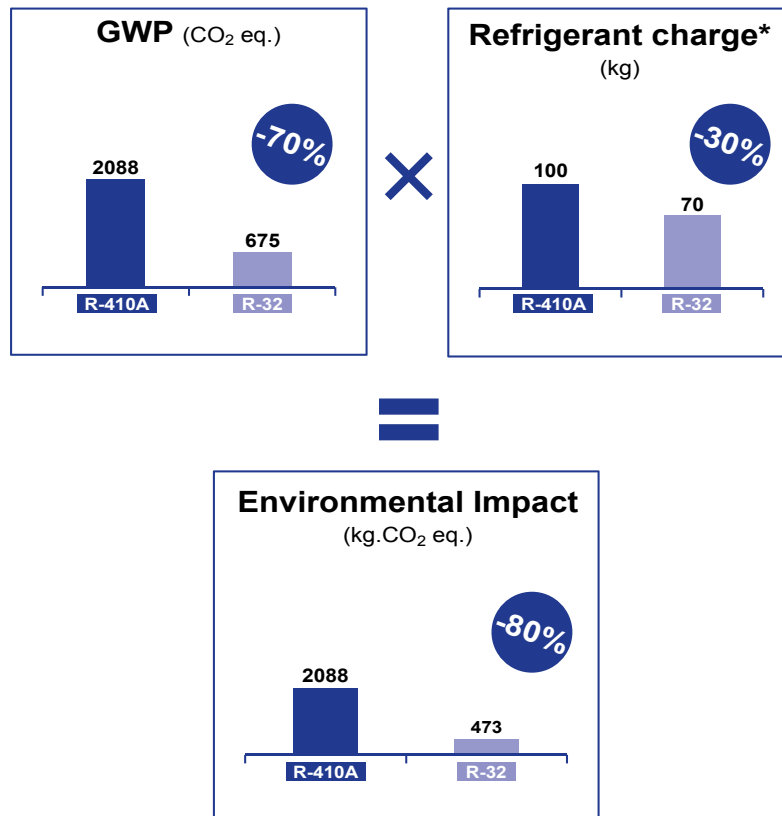 GWP (CO₂ eq.)
-70%
2088
675
R-410A R-32
×
Refrigerant charge*
(kg)
-30%
100
70
R-410A R-32
=
Environmental Impact
(kg.CO₂ eq.)
-80%
2088
473
R-410A R-32